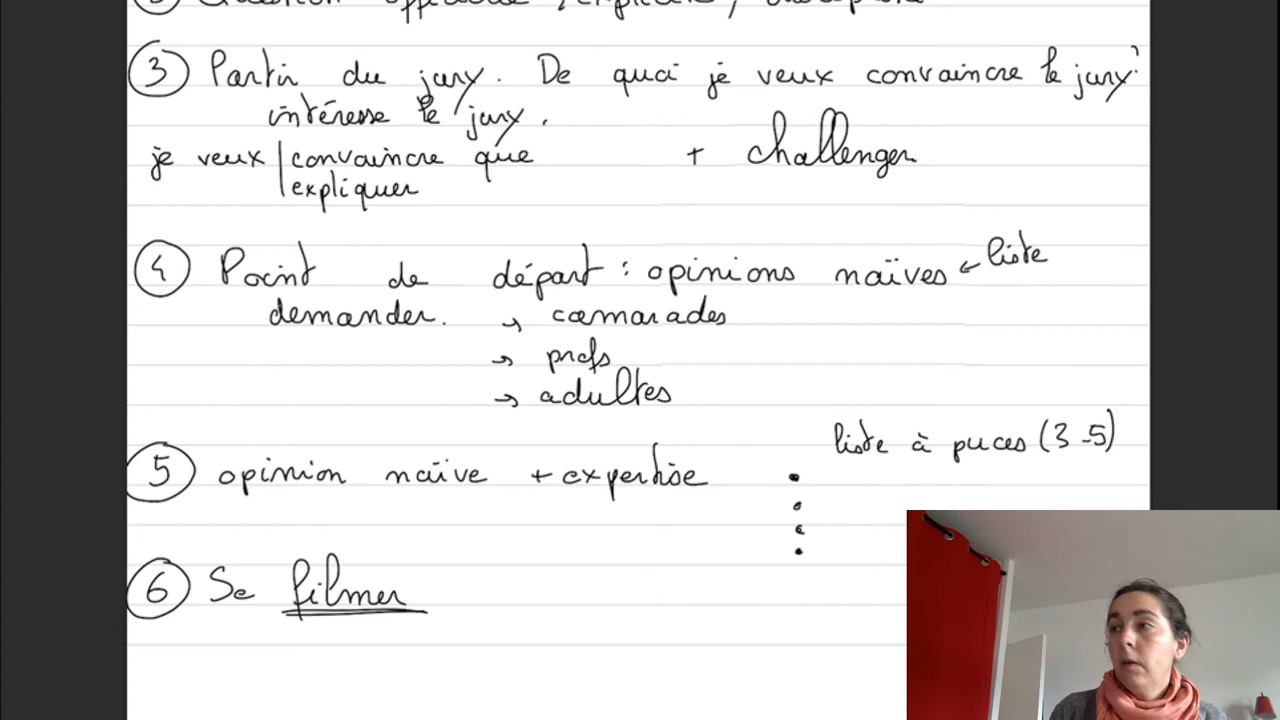 ③ Partir du jury. De quoi je veux convaincre le jury?
intéresse le jury.
je veux convaincre que + challenger
expliquer
④ Point de départ : opinions naïves ← liste
demander. → camarades
→ profs
→ adultes
liste à puces (3-5)
⑤ opinion naïve + expertise
⑥ Se filmer